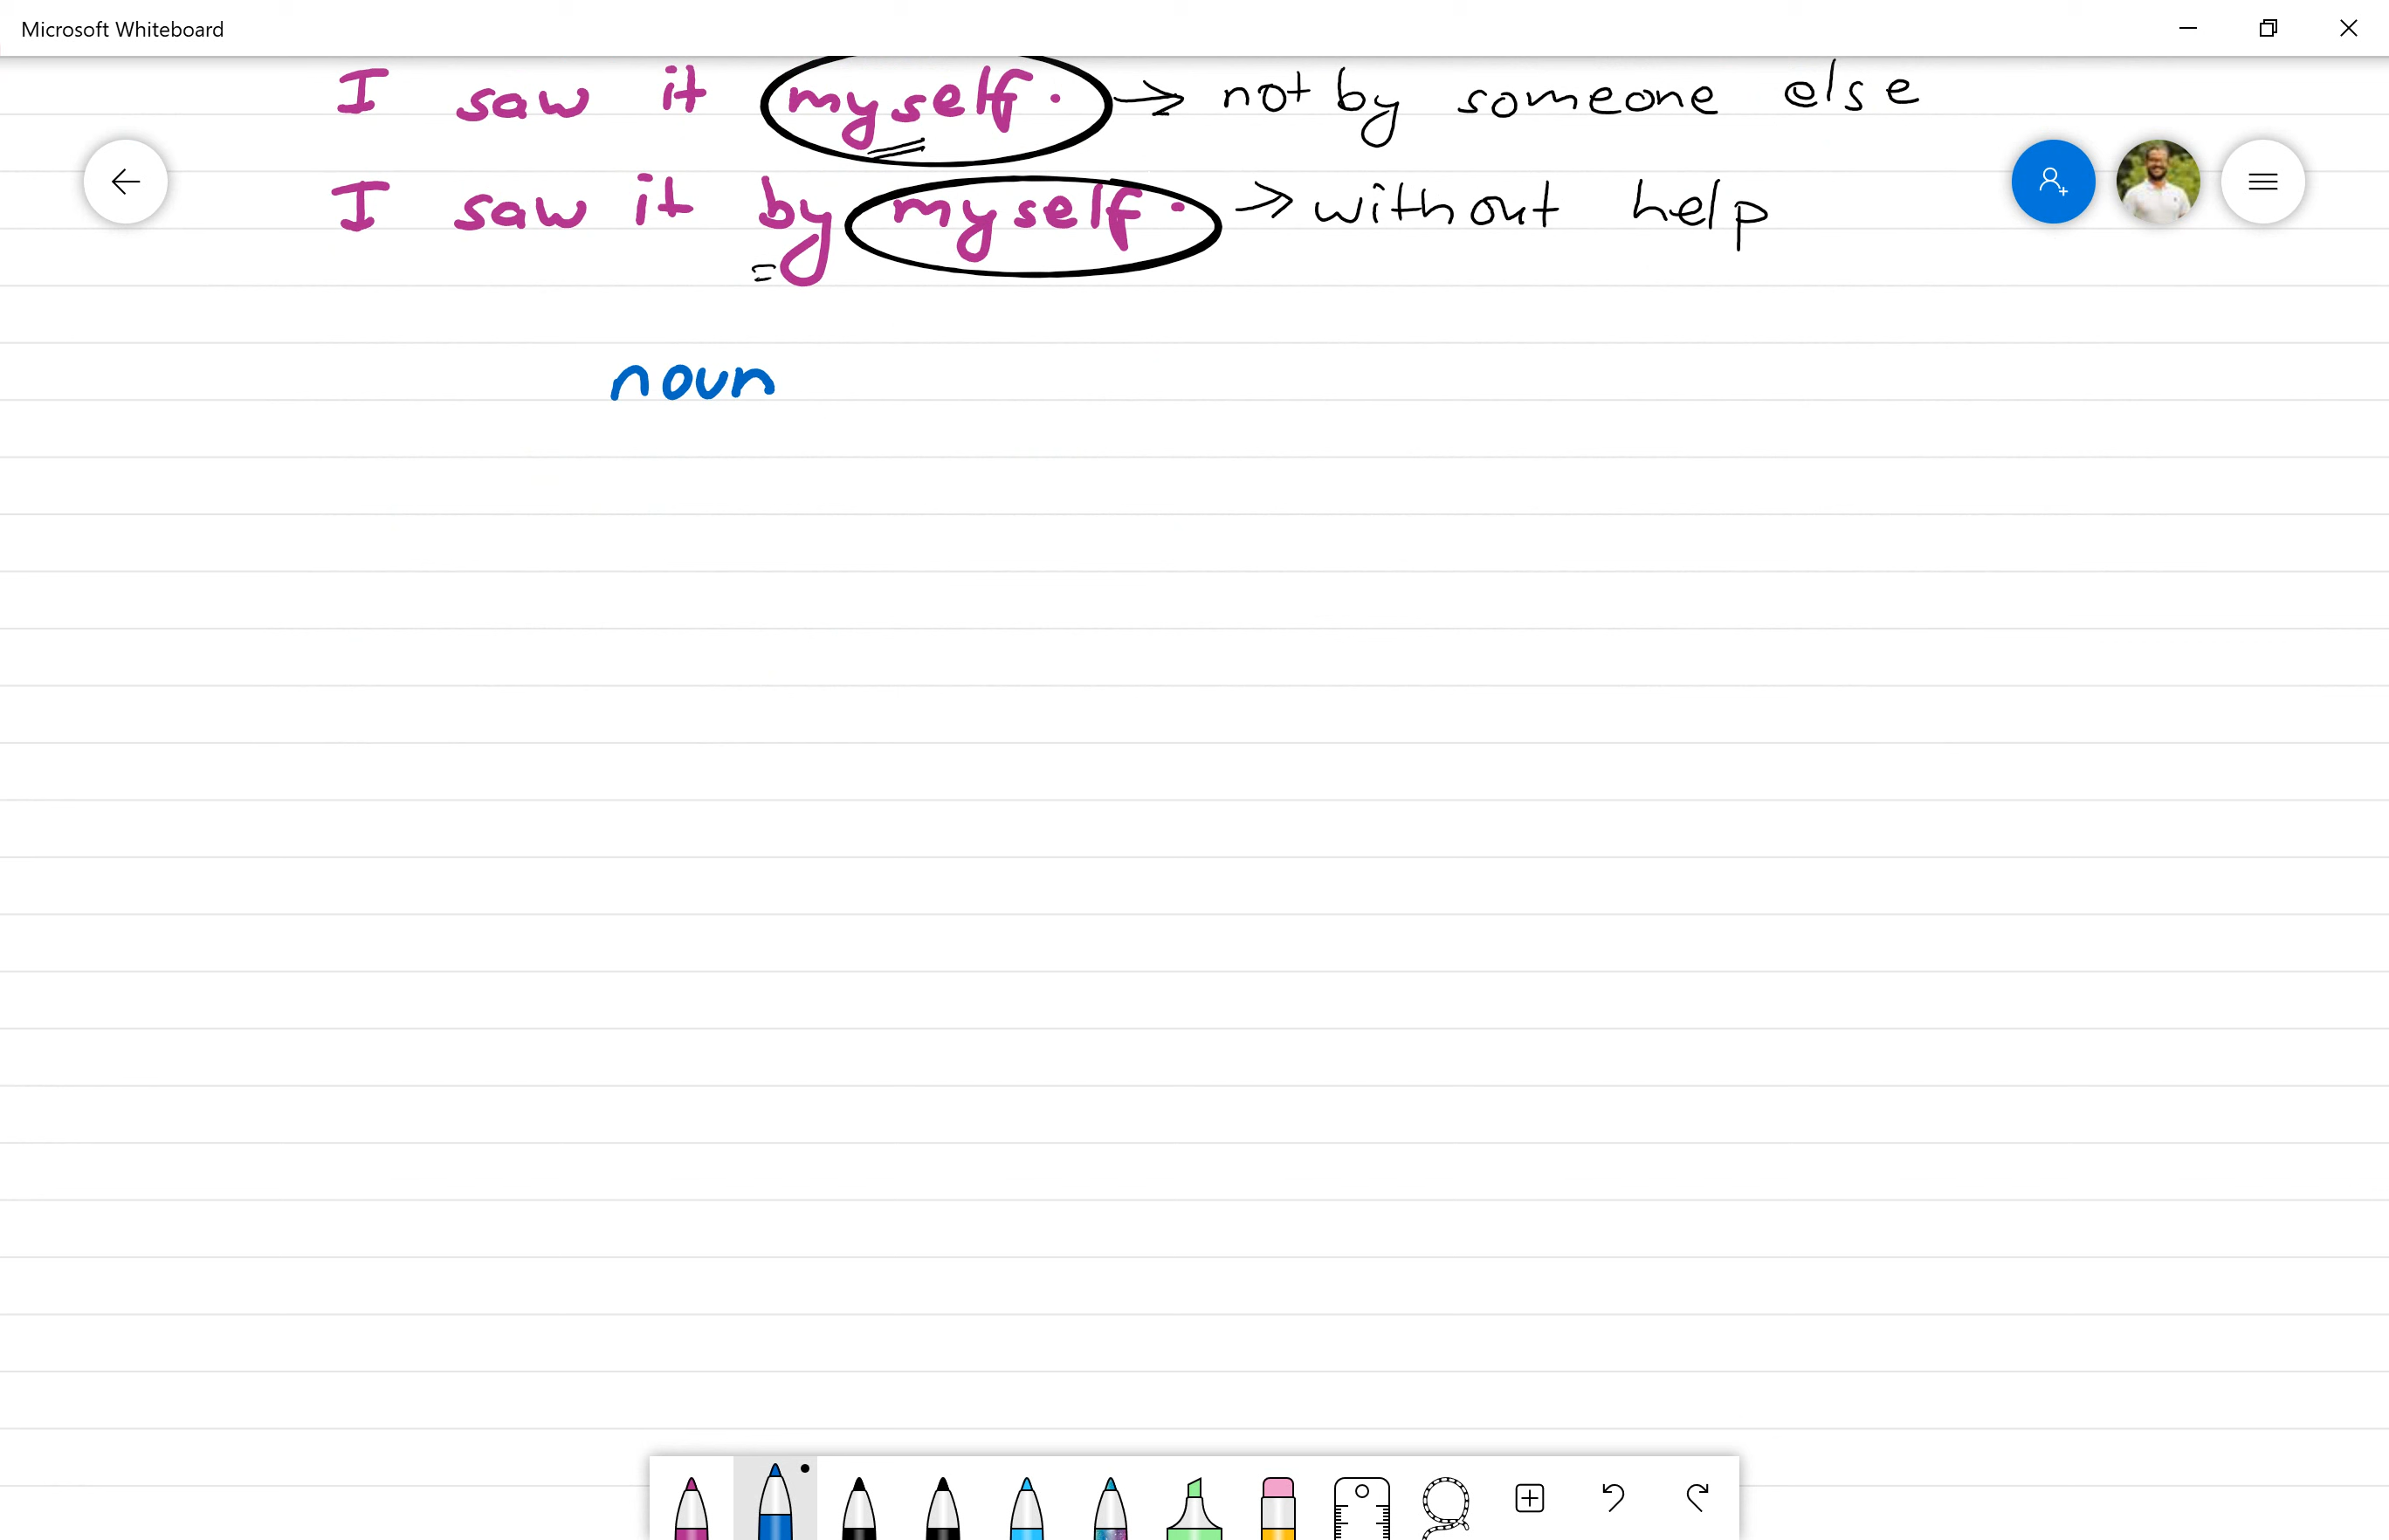 Microsoft Whiteboard
I saw it myself. → not by someone else
I saw it by myself. → without help
noun